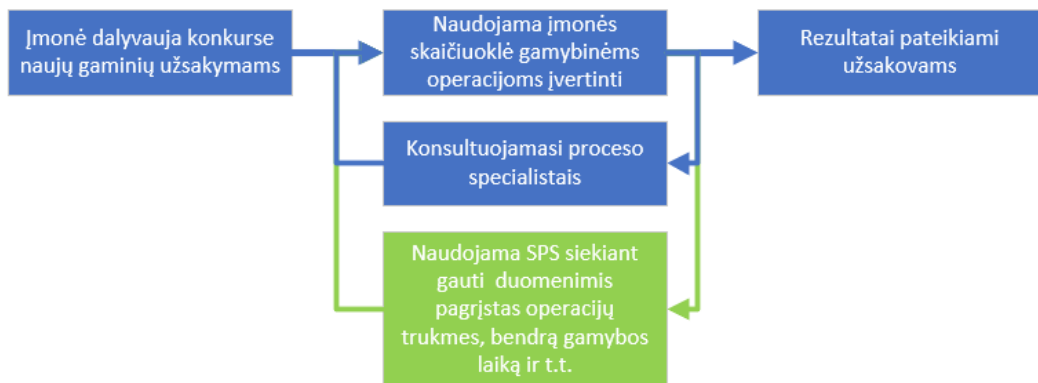 Įmonė dalyvauja konkurse
naujų gaminių užsakymams
Naudojama įmonės
skaičiuoklė gamybinėms
operacijoms įvertinti
Rezultatai pateikiami
užsakovams
Konsultuojamasi proceso
specialistais
Naudojama SPS siekiant
gauti duomenimis
pagrįstas operacijų
trukmes, bendrą gamybos
laiką ir t.t.